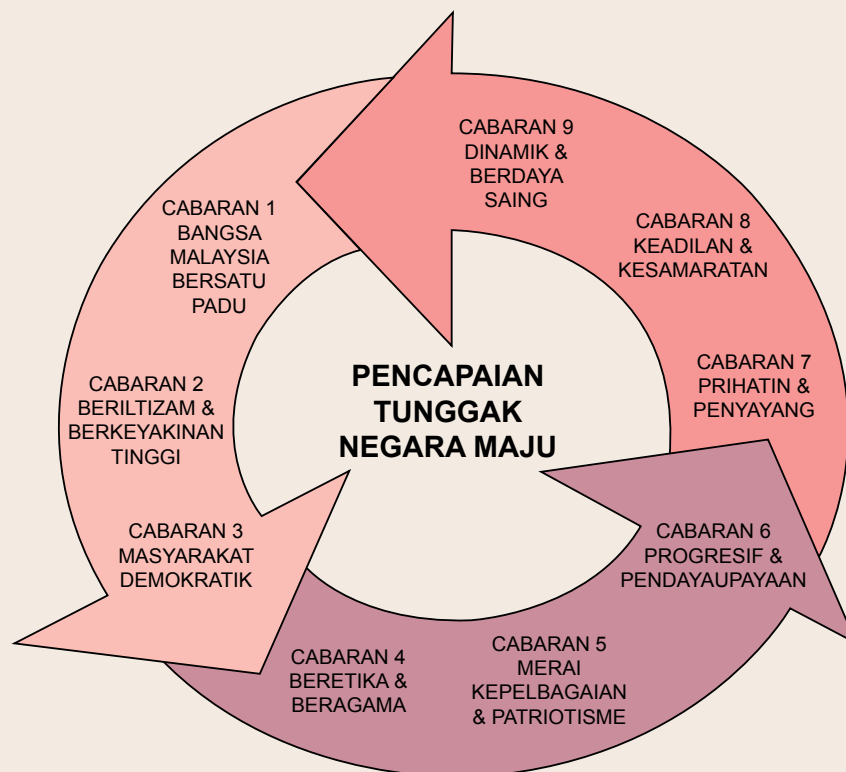 CABARAN 9
DINAMIK &
BERDAYA
SAING
CABARAN 8
KEADILAN &
KESAMARATAN
CABARAN 1
BANGSA
MALAYSIA
BERSATU
PADU
CABARAN 7
PRIHATIN &
PENYAYANG
CABARAN 2
BERILTIZAM &
BERKEYAKINAN
TINGGI
PENCAPAIAN
TUNGGAK
NEGARA MAJU
CABARAN 3
MASYARAKAT
DEMOKRATIK
CABARAN 6
PROGRESIF &
PENDAYAUPAYAAN
CABARAN 4
BERETIKA &
BERAGAMA
CABARAN 5
MERAI
KEPELBAGAIAN
& PATRIOTISME